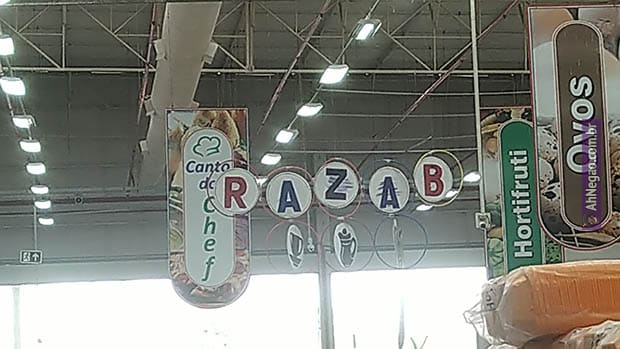 Canto
do
Chef
RAZAB
Hortifruti
Ovos
AhNegao.com.br